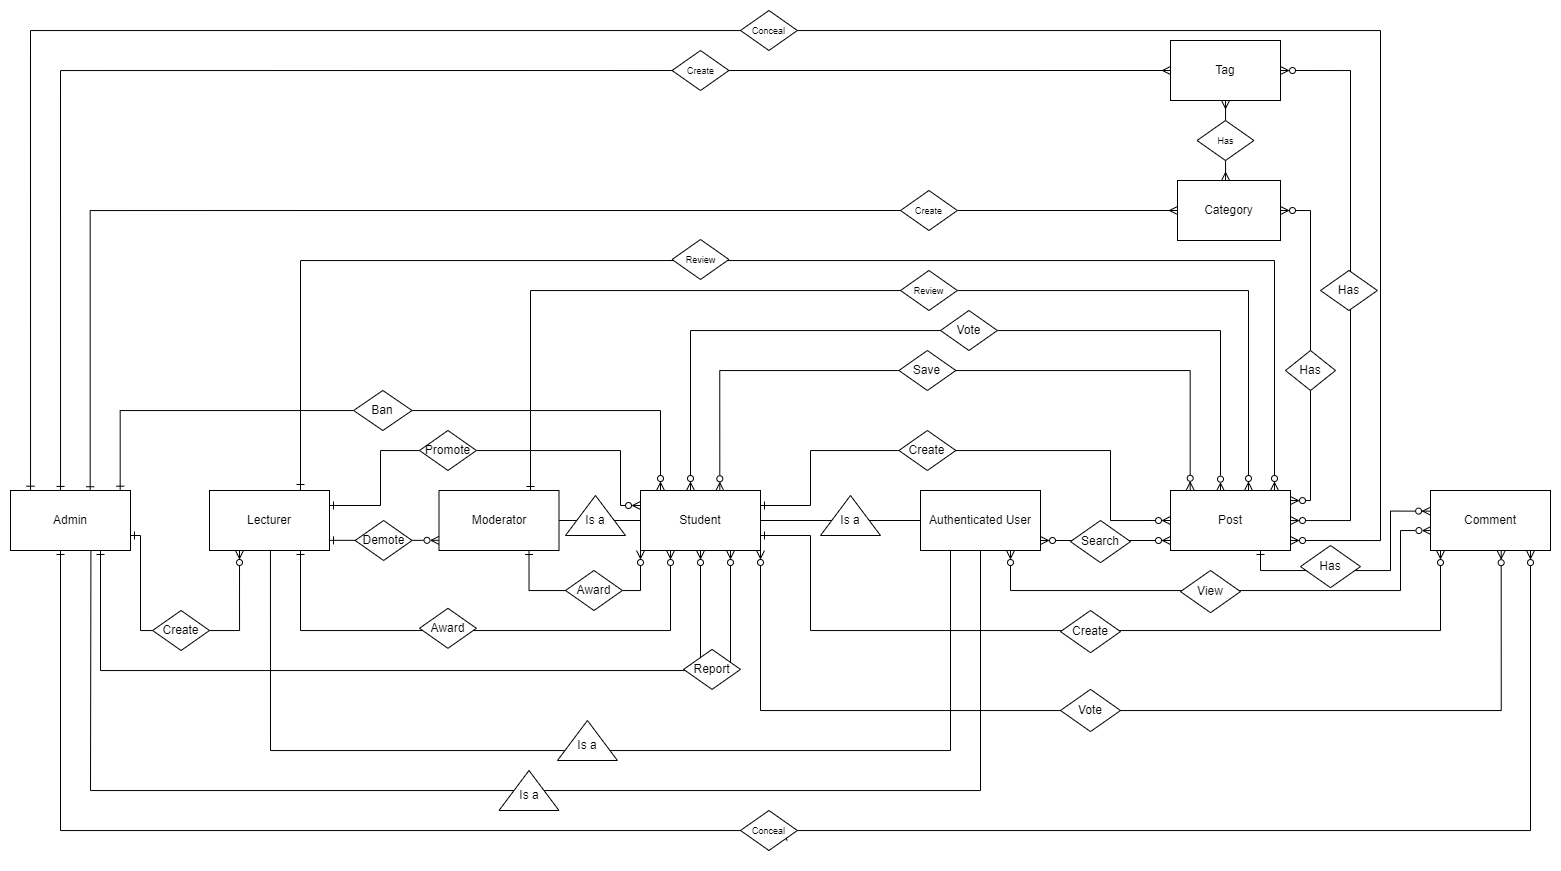 Conceal
Create
Tag
Has
Create
Category
Review
Review
Has
Vote
Save
Has
Ban
Promote
Create
Admin
Lecturer
Moderator
Is a
Student
Is a
Authenticated User
Post
Comment
Demote
Search
Has
Award
View
Create
Award
Create
Report
Vote
Is a
Is a
Conceal